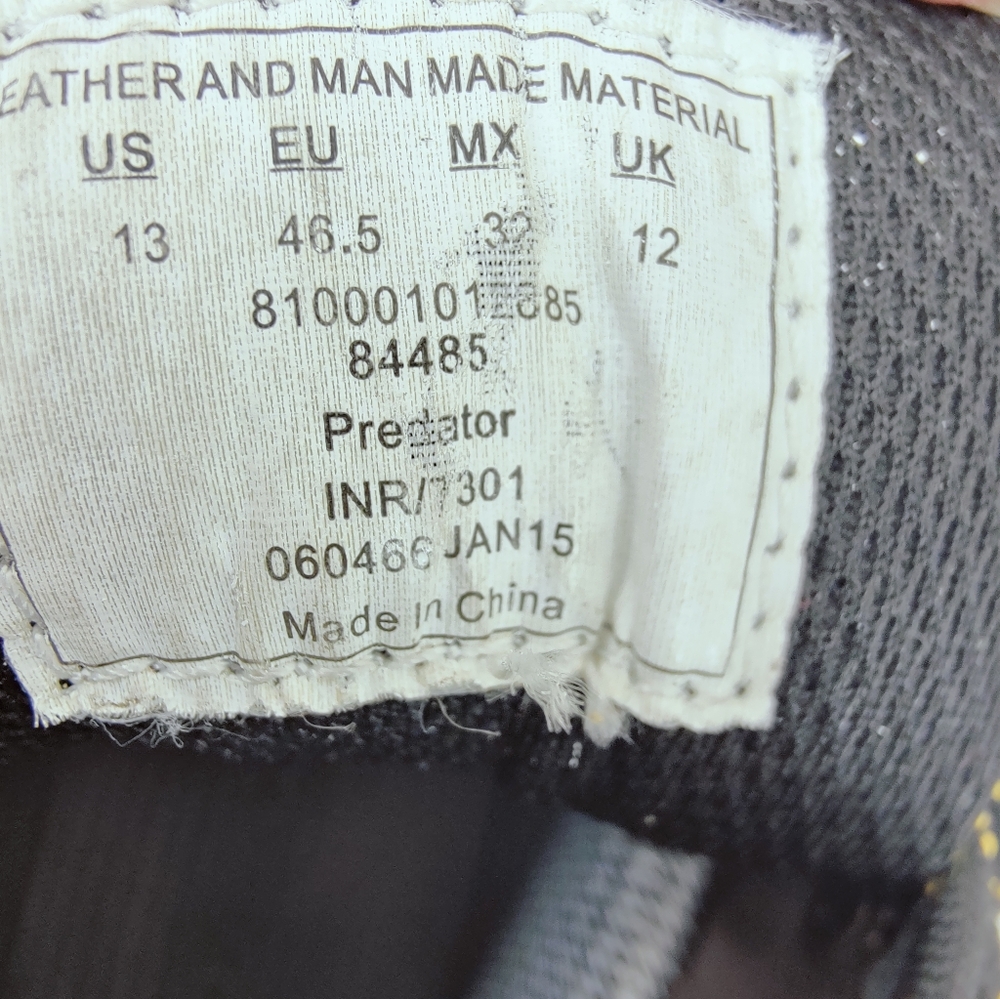 EATHER AND MAN MADE MATERIAL
US EU MX UK
13 46.5 12
84485
Predator
INR/7301
060466 JAN15
Made In China